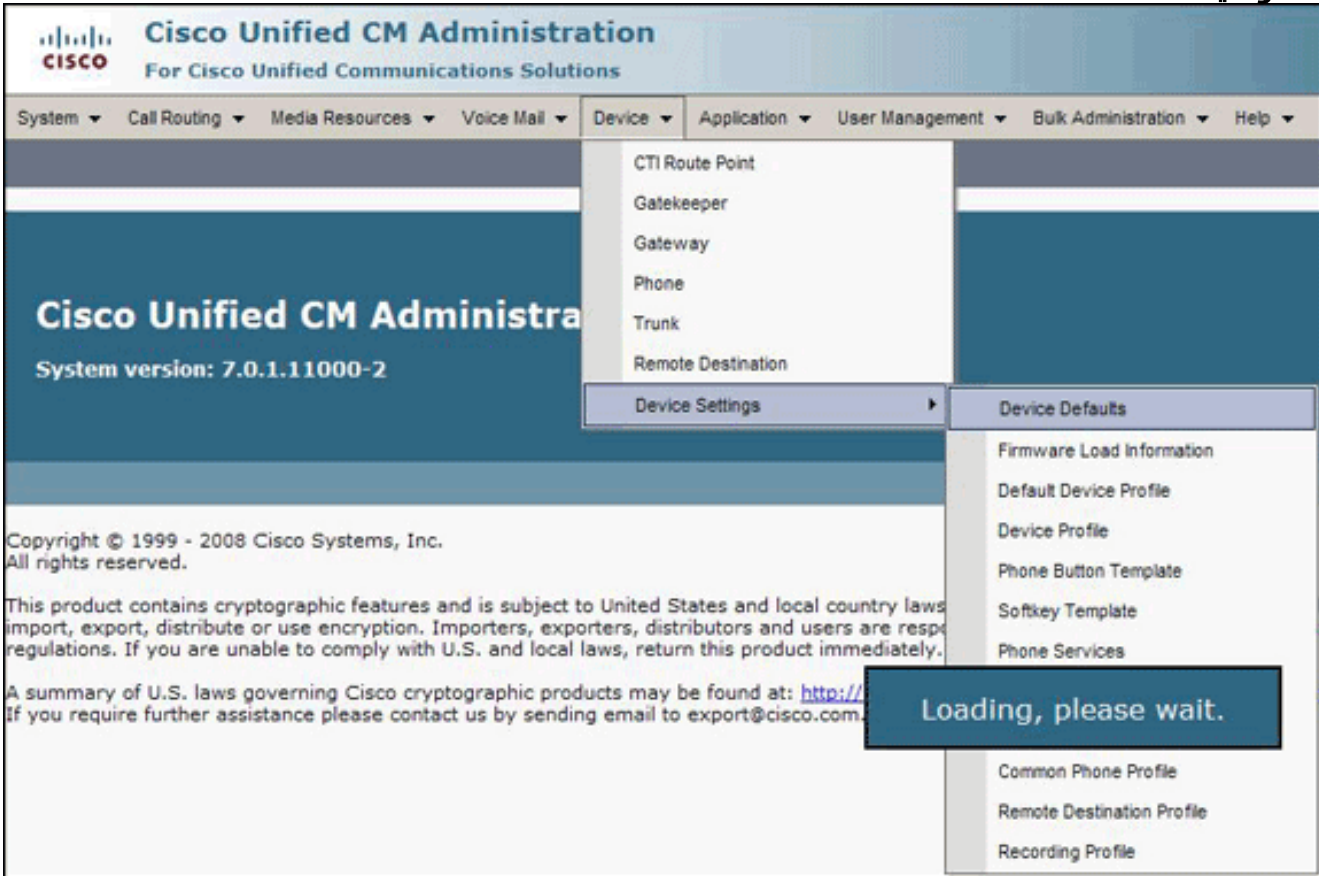 CISCO
Cisco Unified CM Administration
For Cisco Unified Communications Solutions
System
Call Routing
Media Resources
Voice Mail
Device
Application
User Management
Bulk Administration
Help
CTI Route Point
Gatekeeper
Gateway
Phone
Trunk
Remote Destination
Device Settings
Device Defaults
Firmware Load Information
Default Device Profile
Device Profile
Phone Button Template
Softkey Template
Phone Services
Common Phone Profile
Remote Destination Profile
Recording Profile
Cisco Unified CM Administra
System version: 7.0.1.11000-2
Copyright © 1999 - 2008 Cisco Systems, Inc.
All rights reserved.
This product contains cryptographic features and is subject to United States and local country laws
import, export, distribute or use encryption. Importers, exporters, distributors and users are resp
regulations. If you are unable to comply with U.S. and local laws, return this product immediately.
A summary of U.S. laws governing Cisco cryptographic products may be found at: http://
If you require further assistance please contact us by sending email to export@cisco.com.
Loading, please wait.